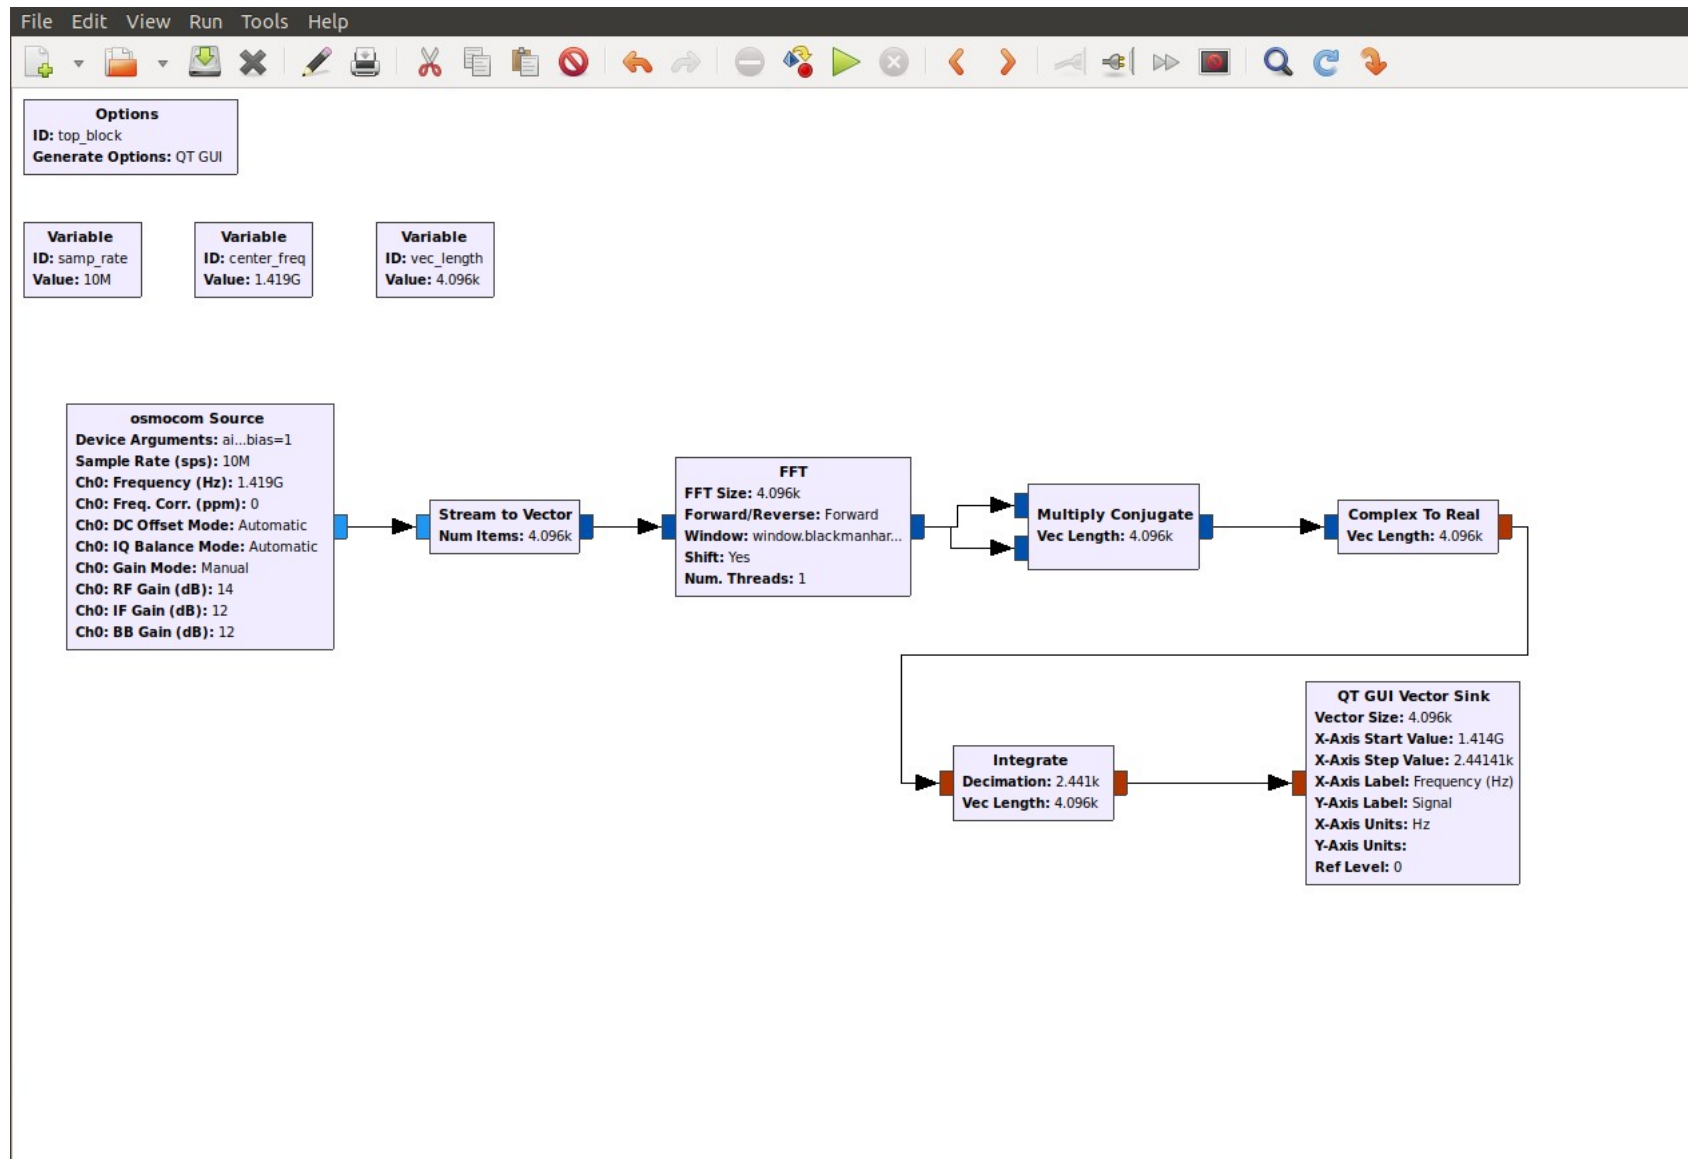 File Edit View Run Tools Help
Options
ID: top_block
Generate Options: QT GUI
Variable
ID: samp_rate
Value: 10M
Variable
ID: center_freq
Value: 1.419G
Variable
ID: vec_length
Value: 4.096k
osmocom Source
Device Arguments: ai...bias=1
Sample Rate (sps): 10M
Ch0: Frequency (Hz): 1.419G
Ch0: Freq. Corr. (ppm): 0
Ch0: DC Offset Mode: Automatic
Ch0: IQ Balance Mode: Automatic
Ch0: Gain Mode: Manual
Ch0: RF Gain (dB): 14
Ch0: IF Gain (dB): 12
Ch0: BB Gain (dB): 12
Stream to Vector
Num Items: 4.096k
FFT
FFT Size: 4.096k
Forward/Reverse: Forward
Window: window.blackmanhar...
Shift: Yes
Num. Threads: 1
Multiply Conjugate
Vec Length: 4.096k
Complex To Real
Vec Length: 4.096k
Integrate
Decimation: 2.441k
Vec Length: 4.096k
QT GUI Vector Sink
Vector Size: 4.096k
X-Axis Start Value: 1.414G
X-Axis Step Value: 2.44141k
X-Axis Label: Frequency (Hz)
Y-Axis Label: Signal
X-Axis Units: Hz
Y-Axis Units:
Ref Level: 0